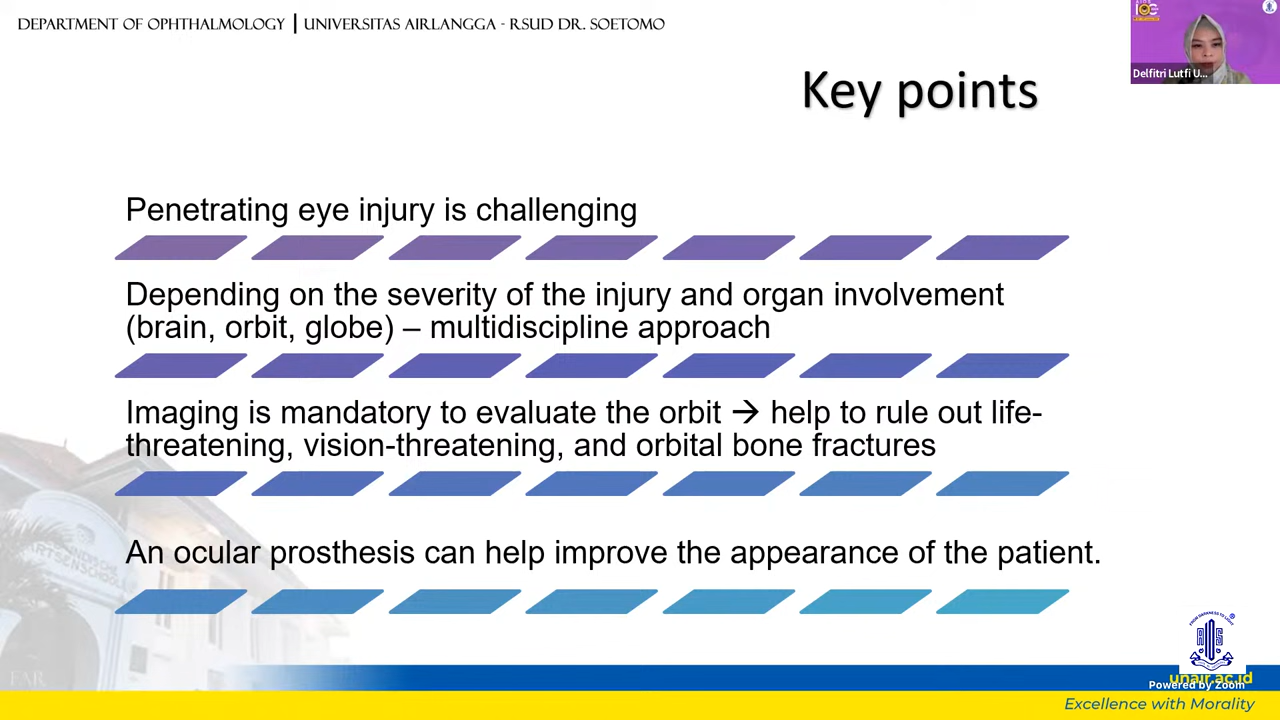 DEPARTMENT OF OPHTHALMOLOGY | UNIVERSITAS AIRLANGGA - RSUD DR. SOETOMO
Delfitri Lutfi U...
Key points
Penetrating eye injury is challenging
Depending on the severity of the injury and organ involvement
(brain, orbit, globe) – multidiscipline approach
Imaging is mandatory to evaluate the orbit → help to rule out life-
threatening, vision-threatening, and orbital bone fractures
An ocular prosthesis can help improve the appearance of the patient.
unair.ac.id
Powered by Zoom
Excellence with Morality